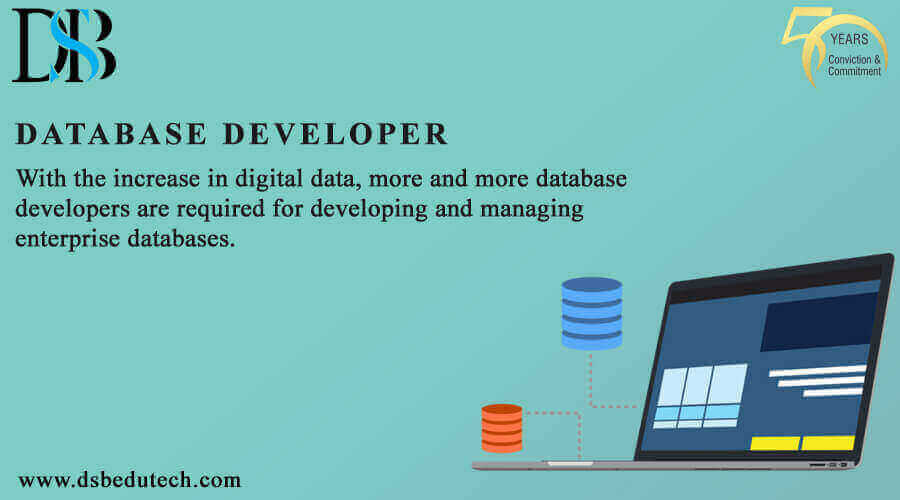 DSB
50
YEARS
Conviction &
Commitment
DATABASE DEVELOPER
With the increase in digital data, more and more database
developers are required for developing and managing
enterprise databases.
www.dsbedutech.com